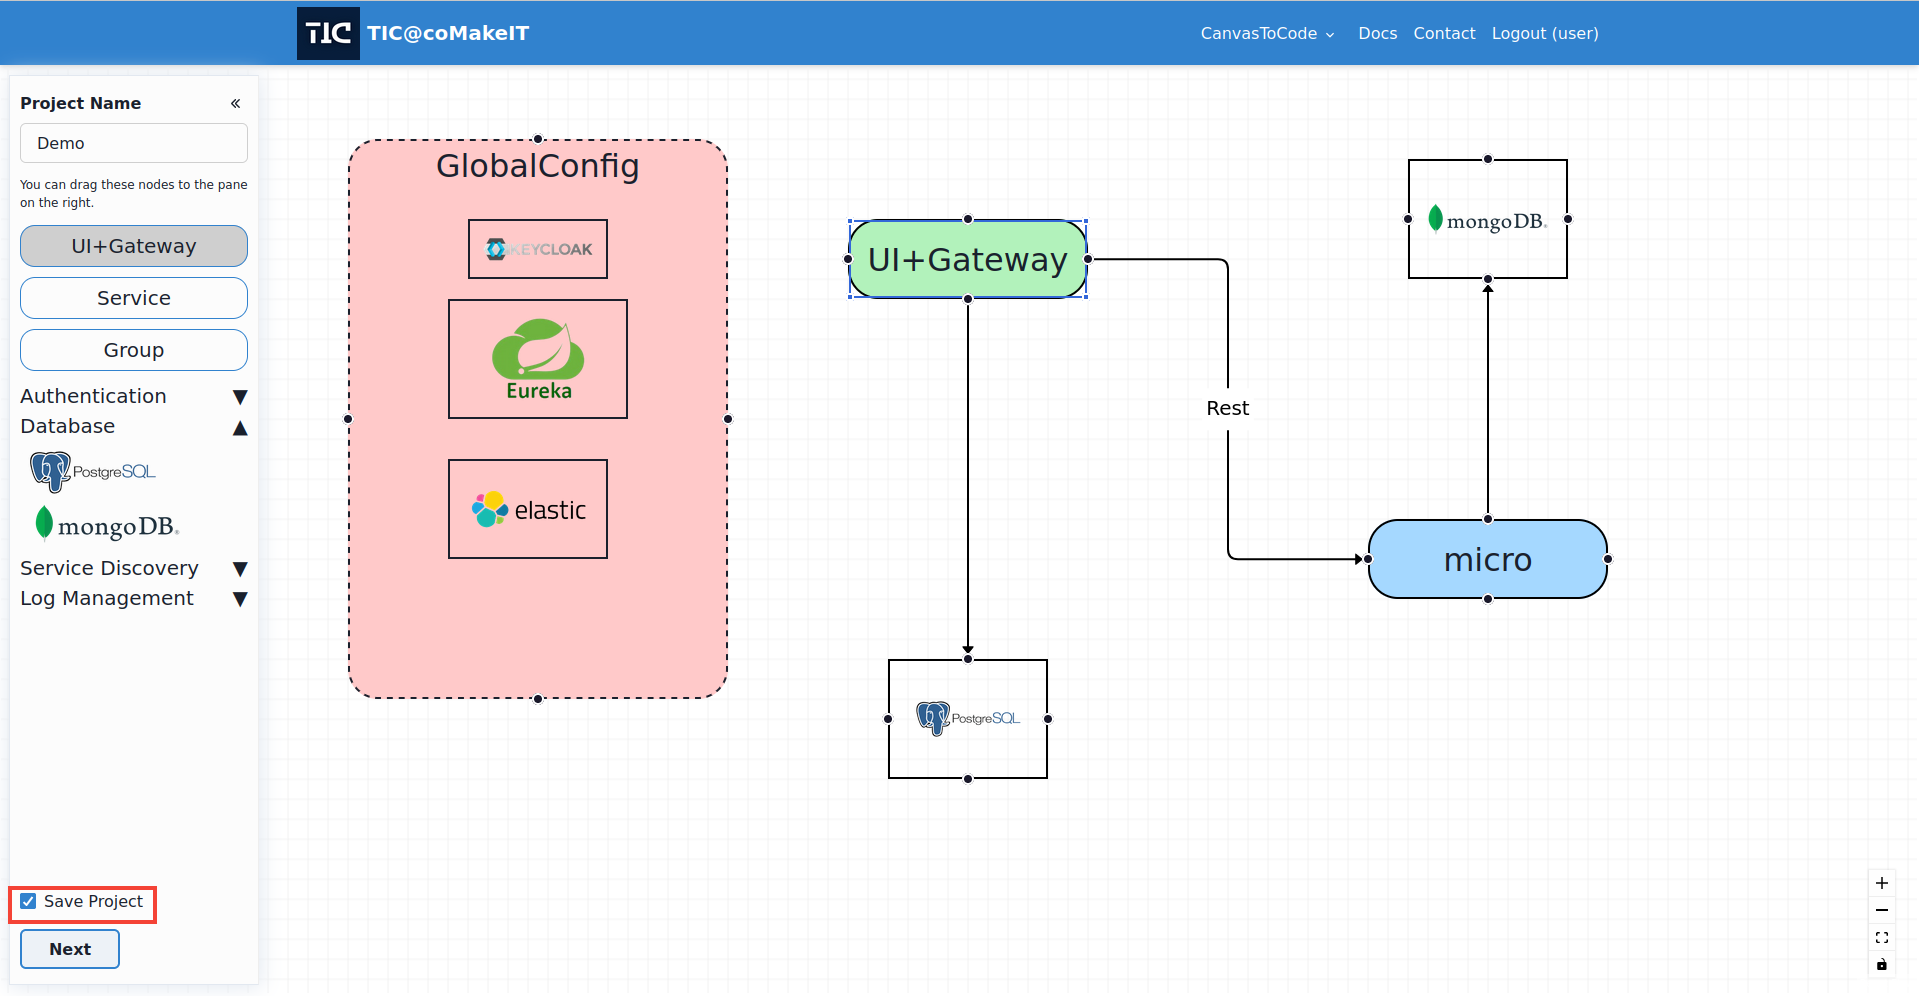 TIC TIC@coMakeIT
CanvasToCode Docs Contact Logout (user)
Project Name «
Demo
You can drag these nodes to the pane
on the right.
UI+Gateway
Service
Group
Authentication ▼
Database ▲
PostgreSQL
mongoDB.
Service Discovery ▼
Log Management ▼
Save Project
Next
GlobalConfig
KEYCLOAK
Eureka
elastic
UI+Gateway
Rest
PostgreSQL
mongoDB.
micro